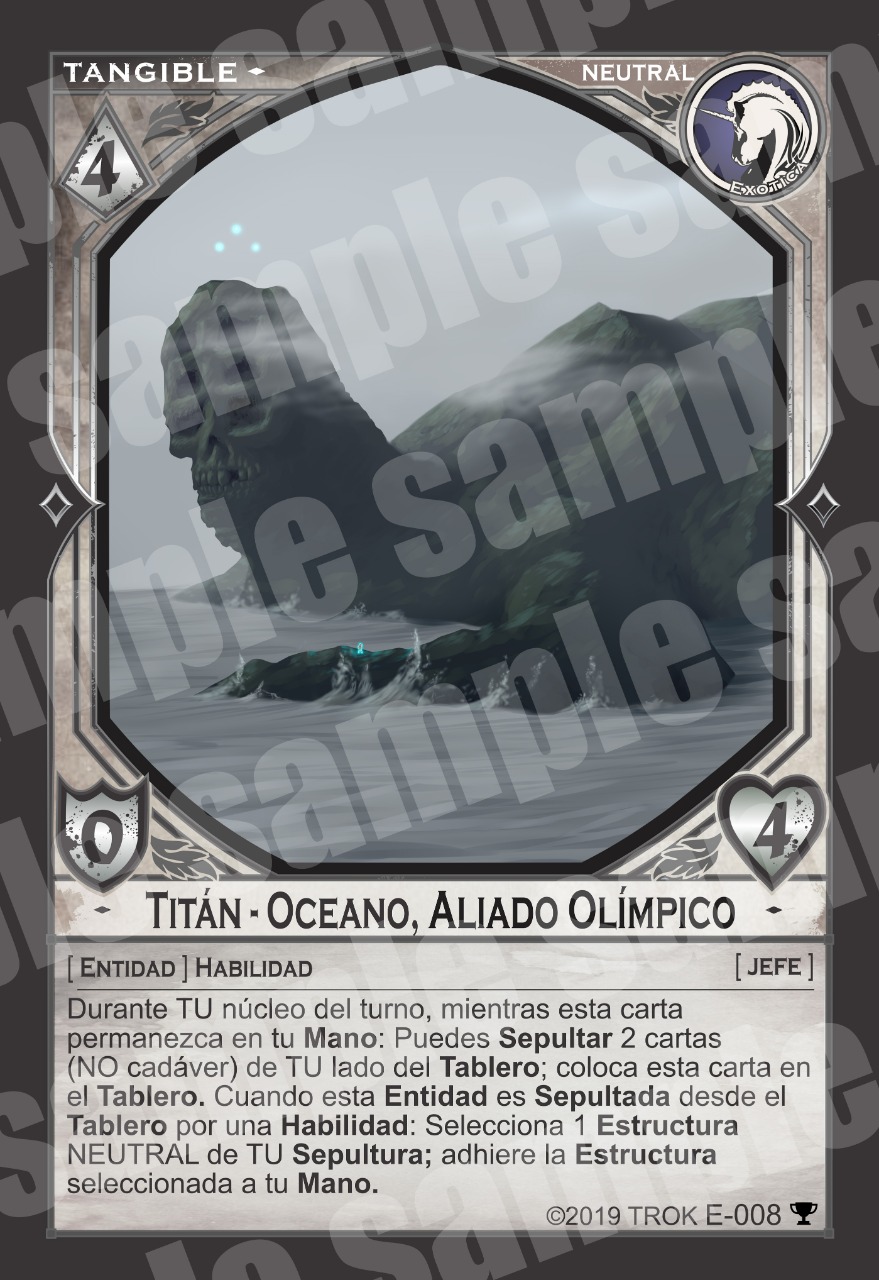 TANGIBLE
NEUTRAL
4
EXOTICA
0
4
TITÁN · OCEANO, ALIADO OLÍMPICO
[ ENTIDAD ] HABILIDAD
[ JEFE ]
Durante TU núcleo del turno, mientras esta carta
permanezca en tu Mano: Puedes Sepultar 2 cartas
(NO cadáver) de TU lado del Tablero; coloca esta carta en
el Tablero. Cuando esta Entidad es Sepultada desde el
Tablero por una Habilidad: Selecciona 1 Estructura
NEUTRAL de TU Sepultura; adhiere la Estructura
seleccionada a tu Mano.
©2019 TROK E-008
sample sample sample